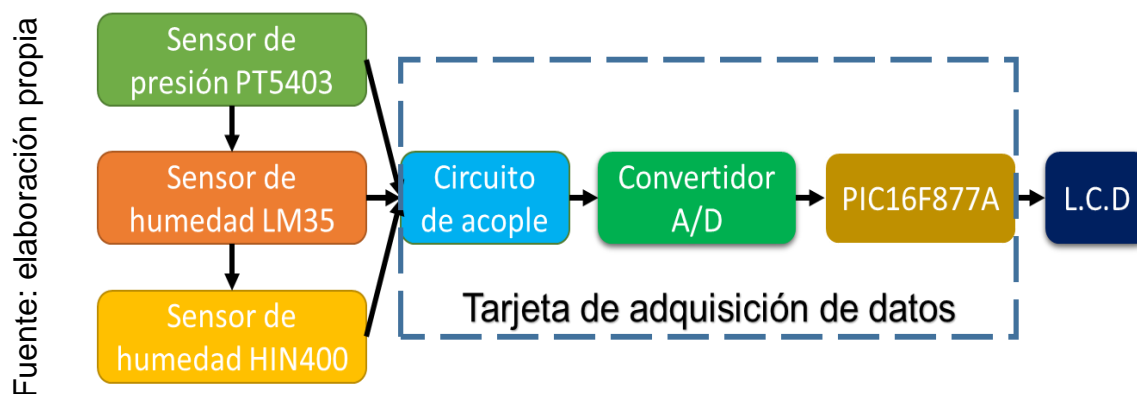 Fuente: elaboración propia
Sensor de
presión PT5403
Sensor de
humedad LM35
Sensor de
humedad HIN400
Circuito
de acople
Convertidor
A/D
PIC16F877A
L.C.D
Tarjeta de adquisición de datos